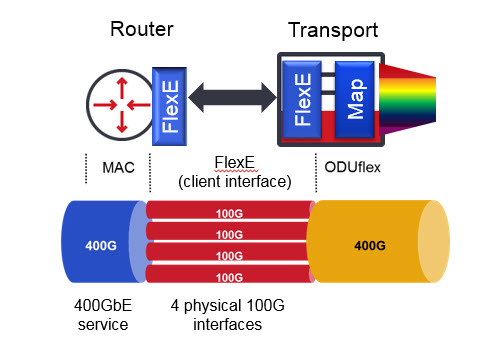 Router
Transport
FlexE
FlexE
Map
MAC
FlexE
(client interface)
ODUflex
400G
100G
100G
100G
100G
400G
400GbE
service
4 physical 100G
interfaces